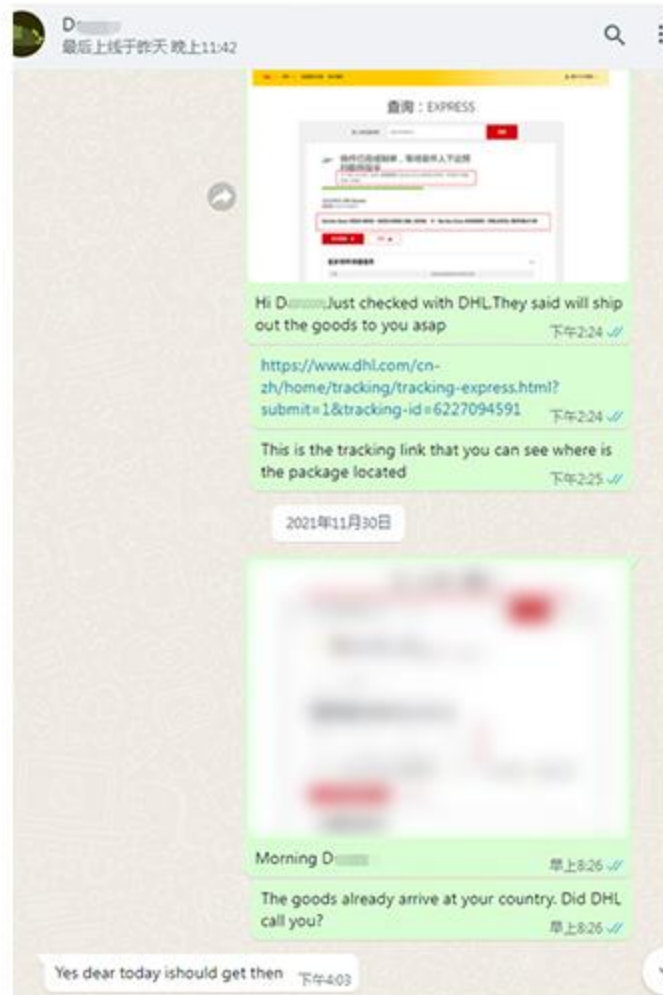 D
最后上线于昨天 晚上11:42
查询：EXPRESS
Hi D Just checked with DHL.They said will ship
out the goods to you asap
下午2:24
https://www.dhl.com/cn-
zh/home/tracking/tracking-express.html?
submit=1&tracking-id=6227094591
下午2:24
This is the tracking link that you can see where is
the package located
下午2:25
2021年11月30日
Morning D
早上8:26
The goods already arrive at your country. Did DHL
call you?
早上8:26
Yes dear today ishould get then
下午4:03